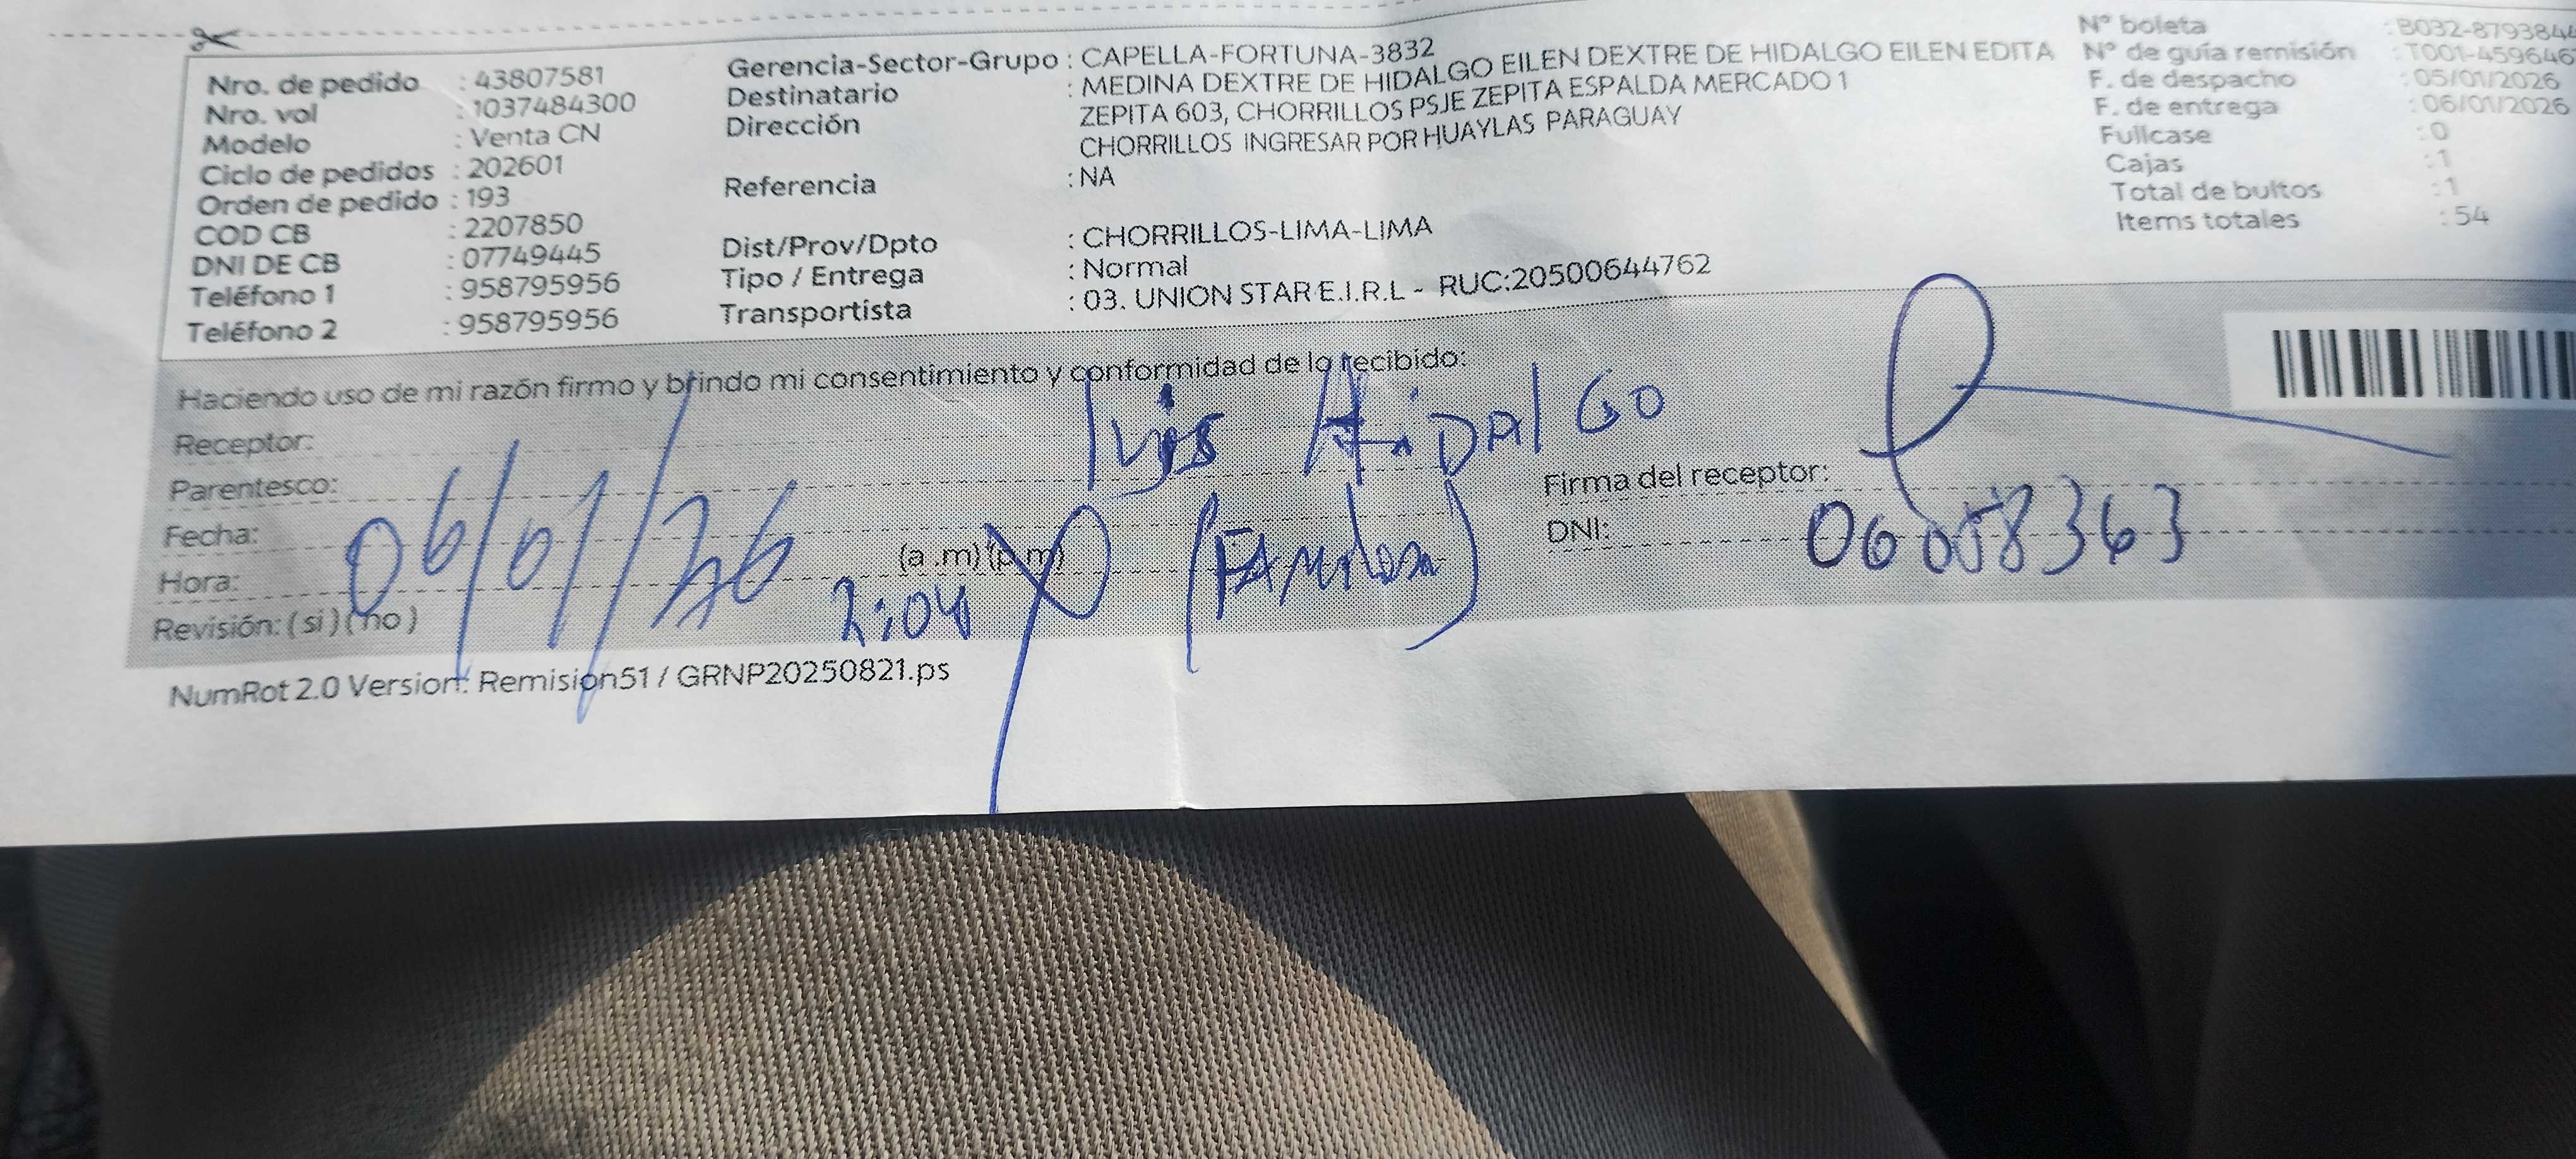 Nro. de pedido : 43807581
Nro. vol : 1037484300
Modelo : Venta CN
Ciclo de pedidos : 202601
Orden de pedido : 193
COD CB : 2207850
DNI DE CB : 07749445
Teléfono 1 : 958795956
Teléfono 2 : 958795956
Gerencia-Sector-Grupo : CAPELLA-FORTUNA-3832
Destinatario : MEDINA DEXTRE DE HIDALGO EILEN DEXTRE DE HIDALGO EILEN EDITA
Dirección ZEPITA 603, CHORRILLOS PSJE ZEPITA ESPALDA MERCADO 1
CHORRILLOS INGRESAR POR HUAYLAS PARAGUAY
Referencia : NA
Dist/Prov/Dpto : CHORRILLOS-LIMA-LIMA
Tipo / Entrega : Normal
Transportista : 03. UNION STAR E.I.R.L - RUC:20500644762
N° boleta : B032-8793844
N° de guía remisión : T001-459646
F. de despacho : 05/01/2026
F. de entrega : 06/01/2026
Fullcase : 0
Cajas : 1
Total de bultos : 1
Items totales : 54
Haciendo uso de mi razón firmo y brindo mi consentimiento y conformidad de lo recibido:
Receptor: HiDAlGO
Parentesco:
Fecha: 06/01/26
Hora: (a .m) (p.m)
2:04
Revisión: ( si ) ( no )
Firma del receptor:
DNI:
NumRot 2.0 Version: Remision51 / GRNP20250821.ps